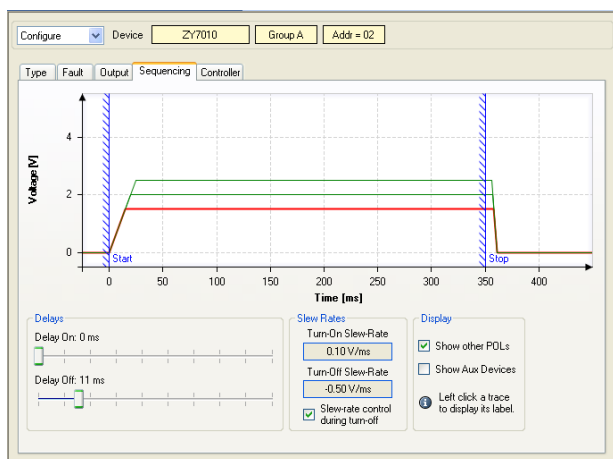 Configure Device ZY7010 Group A Addr = 02
Type Fault Output Sequencing Controller
Voltage [V]
4
2
0
Start
Stop
0 50 100 150 200 250 300 350 400
Time [ms]
Delays
Delay On: 0 ms
Delay Off: 11 ms
Slew Rates
Turn-On Slew-Rate
0.10 V/ms
Turn-Off Slew-Rate
-0.50 V/ms
Slew-rate control
during turn-off
Display
Show other POLs
Show Aux Devices
Left click a trace
to display its label.